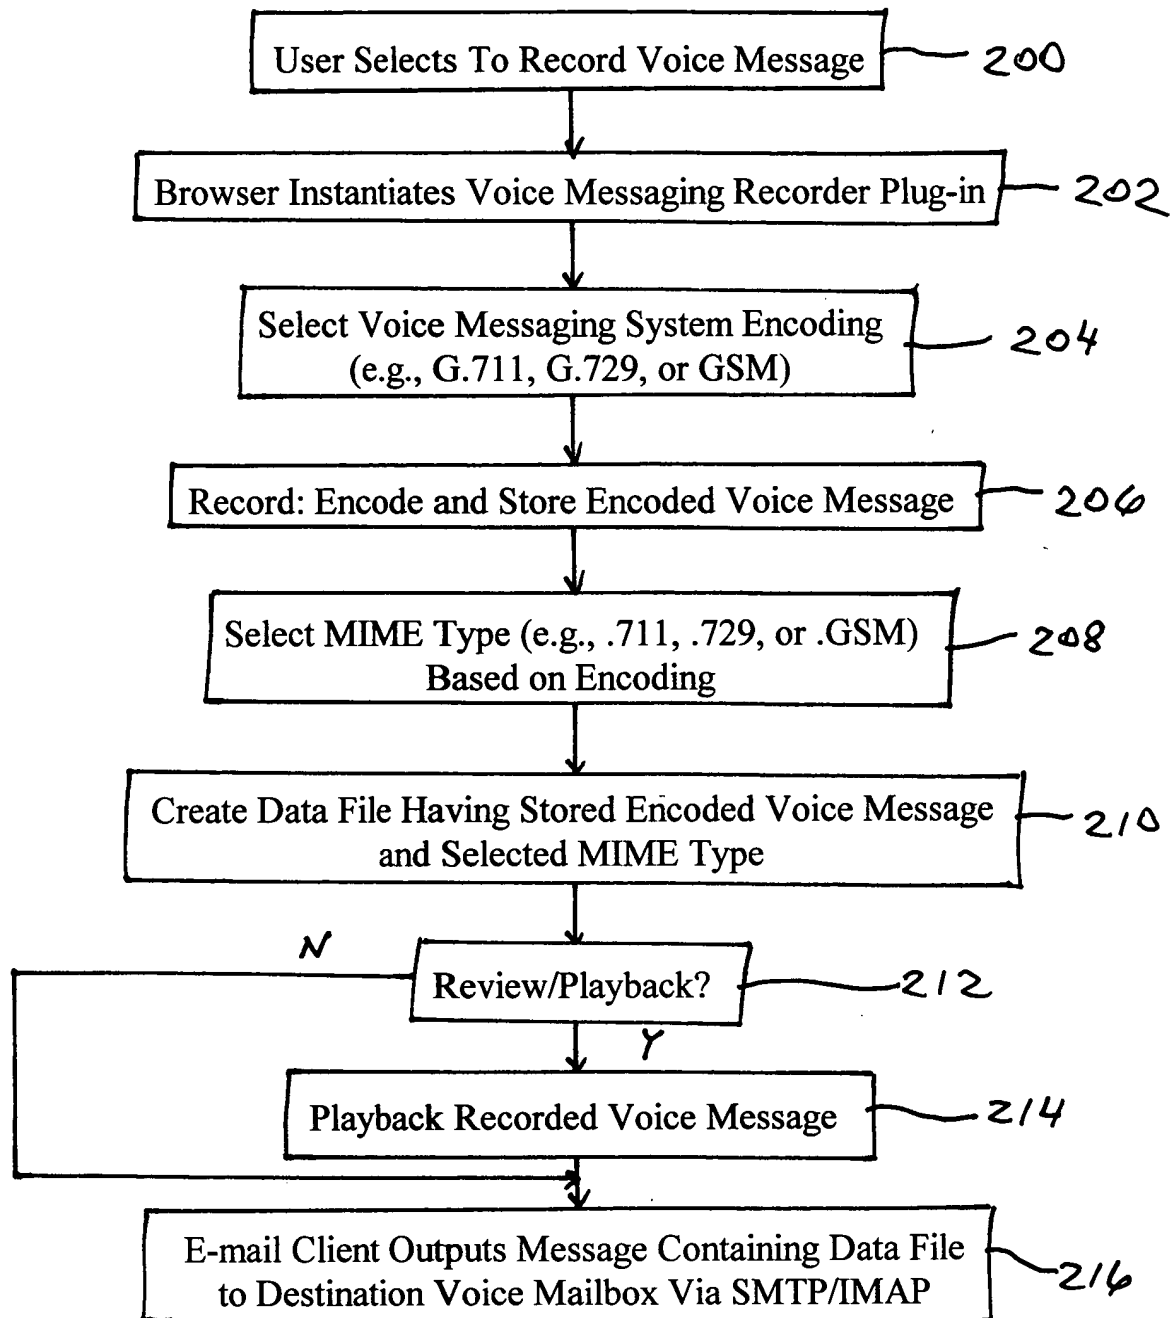 User Selects To Record Voice Message 200
Browser Instantiates Voice Messaging Recorder Plug-in 202
Select Voice Messaging System Encoding
(e.g., G.711, G.729, or GSM) 204
Record: Encode and Store Encoded Voice Message 206
Select MIME Type (e.g., .711, .729, or .GSM) 208
Based on Encoding
Create Data File Having Stored Encoded Voice Message 210
and Selected MIME Type
N
Review/Playback? 212
Y
Playback Recorded Voice Message 214
E-mail Client Outputs Message Containing Data File 216
to Destination Voice Mailbox Via SMTP/IMAP